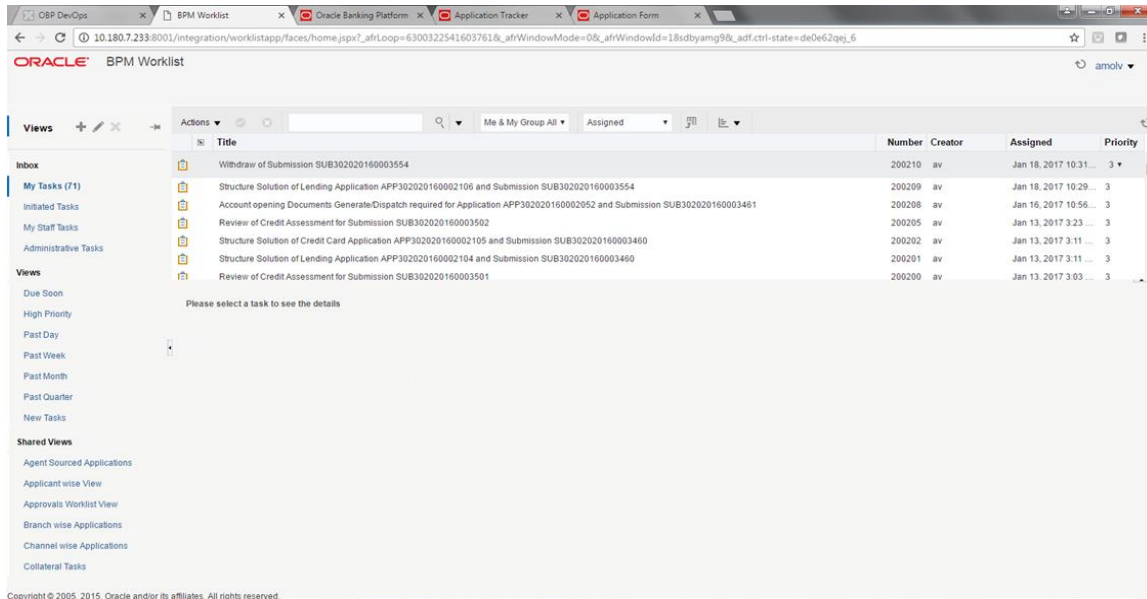 OBP DevOps
BPM Worklist
Oracle Banking Platform
Application Tracker
Application Form
10.180.7.233:8001/integration/worklistapp/faces/home.jspx?_afrLoop=6300322541603761&_afrWindowMode=0&_afrWindowId=18sdbyamg9&_adf.ctrl-state=de0e62qej_6
ORACLE BPM Worklist
amolv
Views
Actions
Me & My Group All
Assigned
Title Number Creator Assigned Priority
Inbox
My Tasks (71)
Initiated Tasks
My Staff Tasks
Administrative Tasks
Withdraw of Submission SUB302020160003554 200210 av Jan 18, 2017 10:31... 3
Structure Solution of Lending Application APP302020160002106 and Submission SUB302020160003554 200209 av Jan 18, 2017 10:29... 3
Account opening Documents Generate/Dispatch required for Application APP302020160002052 and Submission SUB302020160003461 200208 av Jan 16, 2017 10:56... 3
Review of Credit Assessment for Submission SUB302020160003502 200205 av Jan 13, 2017 3:23 ... 3
Structure Solution of Credit Card Application APP302020160002105 and Submission SUB302020160003460 200202 av Jan 13, 2017 3:11 ... 3
Structure Solution of Lending Application APP302020160002104 and Submission SUB302020160003460 200201 av Jan 13, 2017 3:11 ... 3
Review of Credit Assessment for Submission SUB302020160003501 200200 av Jan 13, 2017 3:03 ... 3
Please select a task to see the details
Views
Due Soon
High Priority
Past Day
Past Week
Past Month
Past Quarter
New Tasks
Shared Views
Agent Sourced Applications
Applicant wise View
Approvals Worklist View
Branch wise Applications
Channel wise Applications
Collateral Tasks
Copyright © 2005, 2015, Oracle and/or its affiliates. All rights reserved.